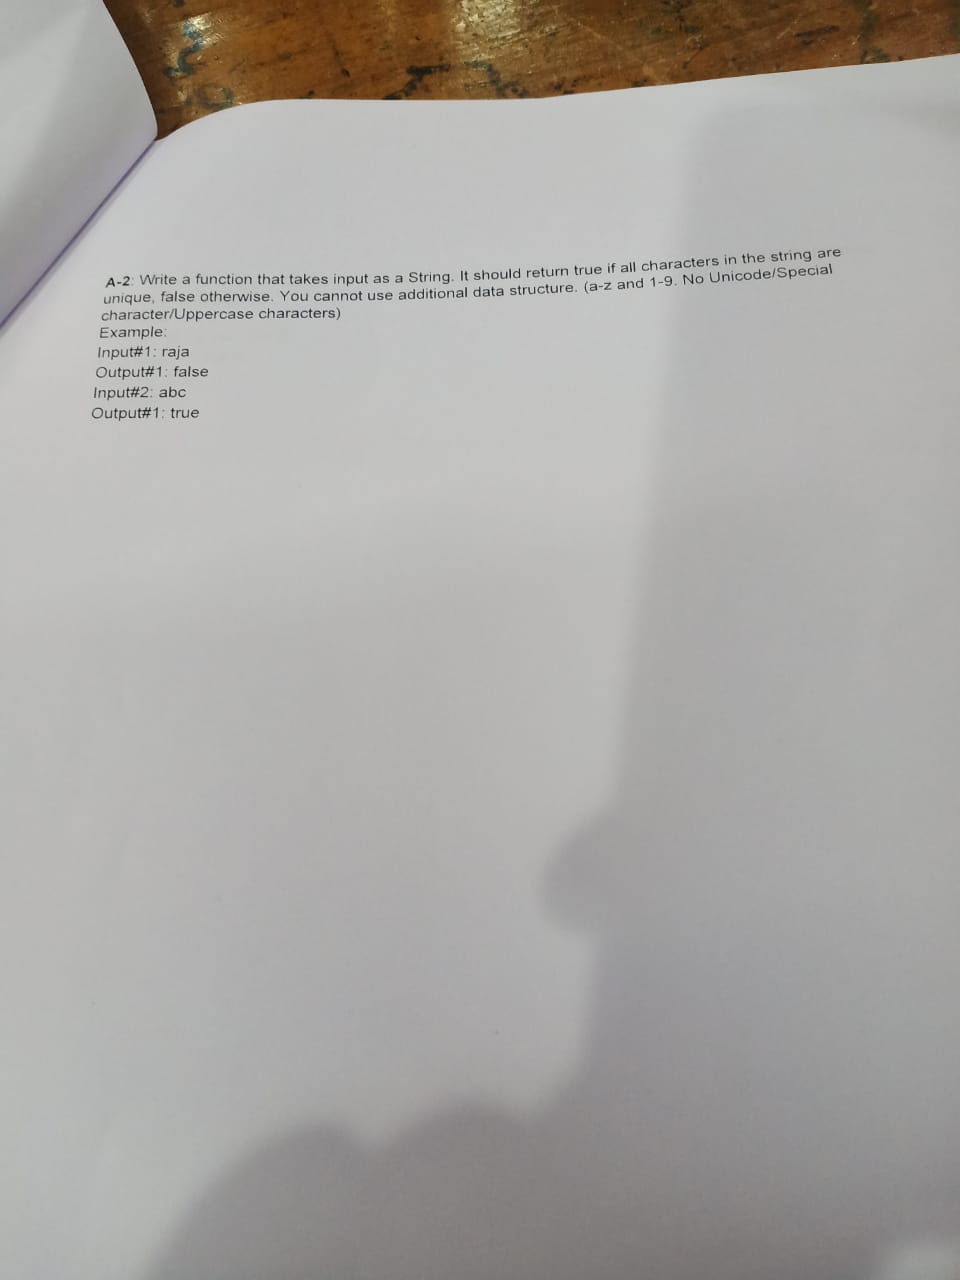 A-2: Write a function that takes input as a String. It should return true if all characters in the string are
unique, false otherwise. You cannot use additional data structure. (a-z and 1-9. No Unicode/Special
character/Uppercase characters)
Example:
Input#1: raja
Output#1: false
Input#2: abc
Output#1: true